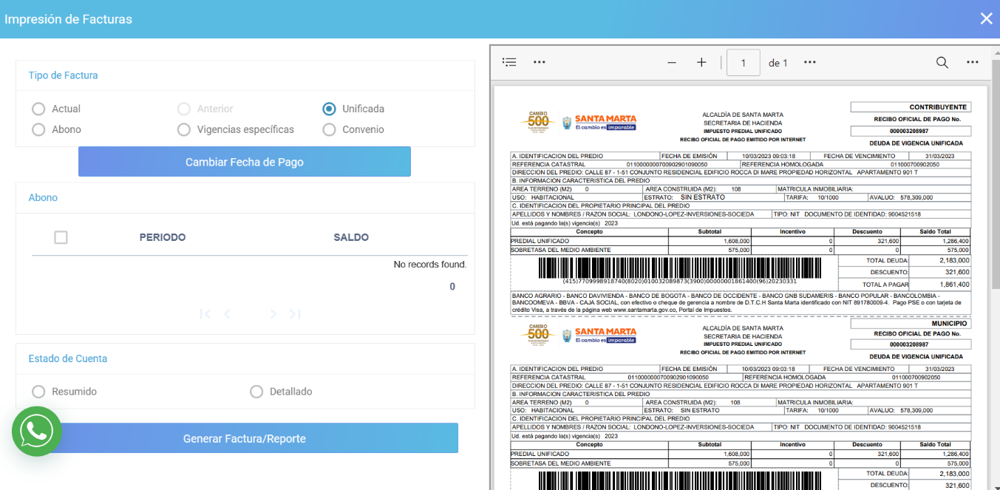 Impresión de Facturas
Tipo de Factura
Actual Anterior Unificada
Abono Vigencias específicas Convenio
Cambiar Fecha de Pago
Abono
PERIODO SALDO
No records found.
0
Estado de Cuenta
Resumido Detallado
Generar Factura/Reporte
1 de 1
CAMBIO
500
SANTA MARTA
El cambio es imparable
ALCALDÍA DE SANTA MARTA
SECRETARIA DE HACIENDA
IMPUESTO PREDIAL UNIFICADO
RECIBO OFICIAL DE PAGO EMITIDO POR INTERNET
CONTRIBUYENTE
RECIBO OFICIAL DE PAGO No.
000003208987
DEUDA DE VIGENCIA UNIFICADA
A. IDENTIFICACION DEL PREDIO FECHA DE EMISIÓN 10/03/2023 09:03:18 FECHA DE VENCIMIENTO 31/03/2023
REFERENCIA CATASTRAL 0110000000700902901090050 REFERENCIA HOMOLOGADA 011000700902050
DIRECCION DEL PREDIO: CALLE 87 - 1-51 CONJUNTO RESIDENCIAL EDIFICIO ROCCA DI MARE PROPIEDAD HORIZONTAL APARTAMENTO 901 T
B. INFORMACION CARACTERISTICA DEL PREDIO
AREA TERRENO (M2) 0 AREA CONSTRUIDA (M2): 108 MATRICULA INMOBILIARIA:
USO: HABITACIONAL ESTRATO: SIN ESTRATO TARIFA: 10/1000 AVALUO: 578,309,000
C. IDENTIFICACION DEL PROPIETARIO PRINCIPAL DEL PREDIO
APELLIDOS Y NOMBRES / RAZON SOCIAL: LONDONO-LOPEZ-INVERSIONES-SOCIEDA TIPO: NIT DOCUMENTO DE IDENTIDAD: 9004521518
Ud. está pagando la(s) vigencia(s) 2023
Concepto Subtotal Incentivo Descuento Saldo Total
PREDIAL UNIFICADO 1,608,000 0 321,600 1,286,400
SOBRETASA DEL MEDIO AMBIENTE 575,000 0 0 575,000
TOTAL DEUDA: 2,183,000
DESCUENTO: 321,600
TOTAL A PAGAR 1,861,400
(415)7709998918740(8020)010032089873(3900)00000001861400(96)20230331
BANCO AGRARIO - BANCO DAVIVIENDA - BANCO DE BOGOTA - BANCO DE OCCIDENTE - BANCO GNB SUDAMERIS - BANCO POPULAR - BANCOLOMBIA -
BANCOOMEVA - BBVA - CAJA SOCIAL, con efectivo o cheque de gerencia a nombre de D.T.C.H Santa Marta identificado con NIT 891780009-4. Pago PSE o con tarjeta de
crédito Visa, a través de la página web www.santamarta.gov.co, Portal de Impuestos.
CAMBIO
500
SANTA MARTA
El cambio es imparable
ALCALDÍA DE SANTA MARTA
SECRETARIA DE HACIENDA
IMPUESTO PREDIAL UNIFICADO
RECIBO OFICIAL DE PAGO EMITIDO POR INTERNET
MUNICIPIO
RECIBO OFICIAL DE PAGO No.
000003208987
DEUDA DE VIGENCIA UNIFICADA
A. IDENTIFICACION DEL PREDIO FECHA DE EMISIÓN 10/03/2023 09:03:18 FECHA DE VENCIMIENTO 31/03/2023
REFERENCIA CATASTRAL 0110000000700902901090050 REFERENCIA HOMOLOGADA 011000700902050
DIRECCION DEL PREDIO: CALLE 87 - 1-51 CONJUNTO RESIDENCIAL EDIFICIO ROCCA DI MARE PROPIEDAD HORIZONTAL APARTAMENTO 901 T
B. INFORMACION CARACTERISTICA DEL PREDIO
AREA TERRENO (M2) 0 AREA CONSTRUIDA (M2): 108 MATRICULA INMOBILIARIA:
USO: HABITACIONAL ESTRATO: SIN ESTRATO TARIFA: 10/1000 AVALUO: 578,309,000
C. IDENTIFICACION DEL PROPIETARIO PRINCIPAL DEL PREDIO
APELLIDOS Y NOMBRES / RAZON SOCIAL: LONDONO-LOPEZ-INVERSIONES-SOCIEDA TIPO: NIT DOCUMENTO DE IDENTIDAD: 9004521518
Ud. está pagando la(s) vigencia(s) 2023
Concepto Subtotal Incentivo Descuento Saldo Total
PREDIAL UNIFICADO 1,608,000 0 321,600 1,286,400
SOBRETASA DEL MEDIO AMBIENTE 575,000 0 0 575,000
TOTAL DEUDA: 2,183,000
DESCUENTO: 321,600